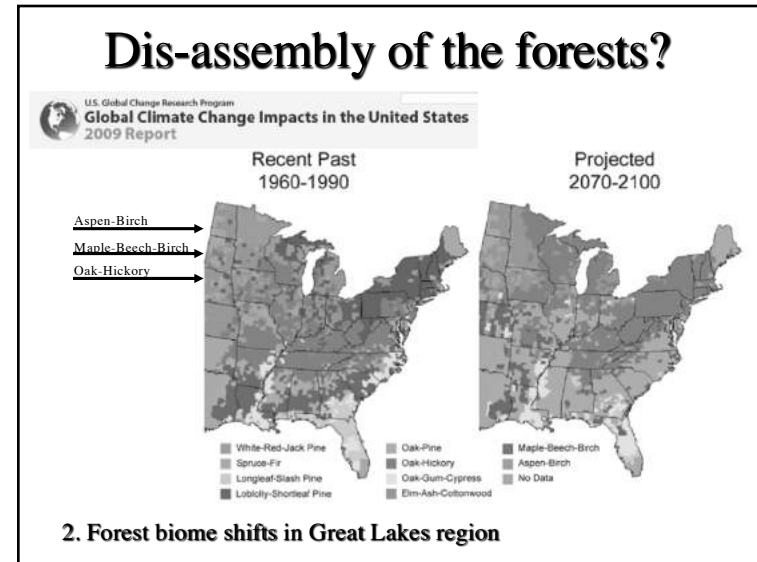 Dis-assembly of the forests?
U.S. Global Change Research Program
Global Climate Change Impacts in the United States
2009 Report
Recent Past
1960-1990
Projected
2070-2100
Aspen-Birch
Maple-Beech-Birch
Oak-Hickory
White-Red-Jack Pine
Spruce-Fir
Longleaf-Slash Pine
Loblolly-Shortleaf Pine
Oak-Pine
Oak-Hickory
Oak-Gum-Cypress
Elm-Ash-Cottonwood
Maple-Beech-Birch
Aspen-Birch
No Data
2. Forest biome shifts in Great Lakes region